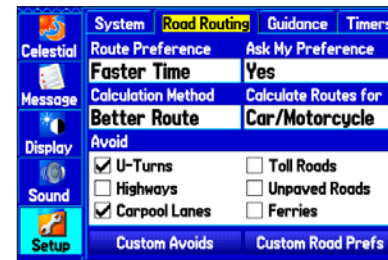 System Road Routing Guidance Timers
Celestial
Route Preference Ask My Preference
Faster Time Yes
Message
Calculation Method Calculate Routes for
Better Route Car/Motorcycle
Display
Avoid
U-Turns Toll Roads
Highways Unpaved Roads
Sound
Carpool Lanes Ferries
Setup
Custom Avoids Custom Road Prefs